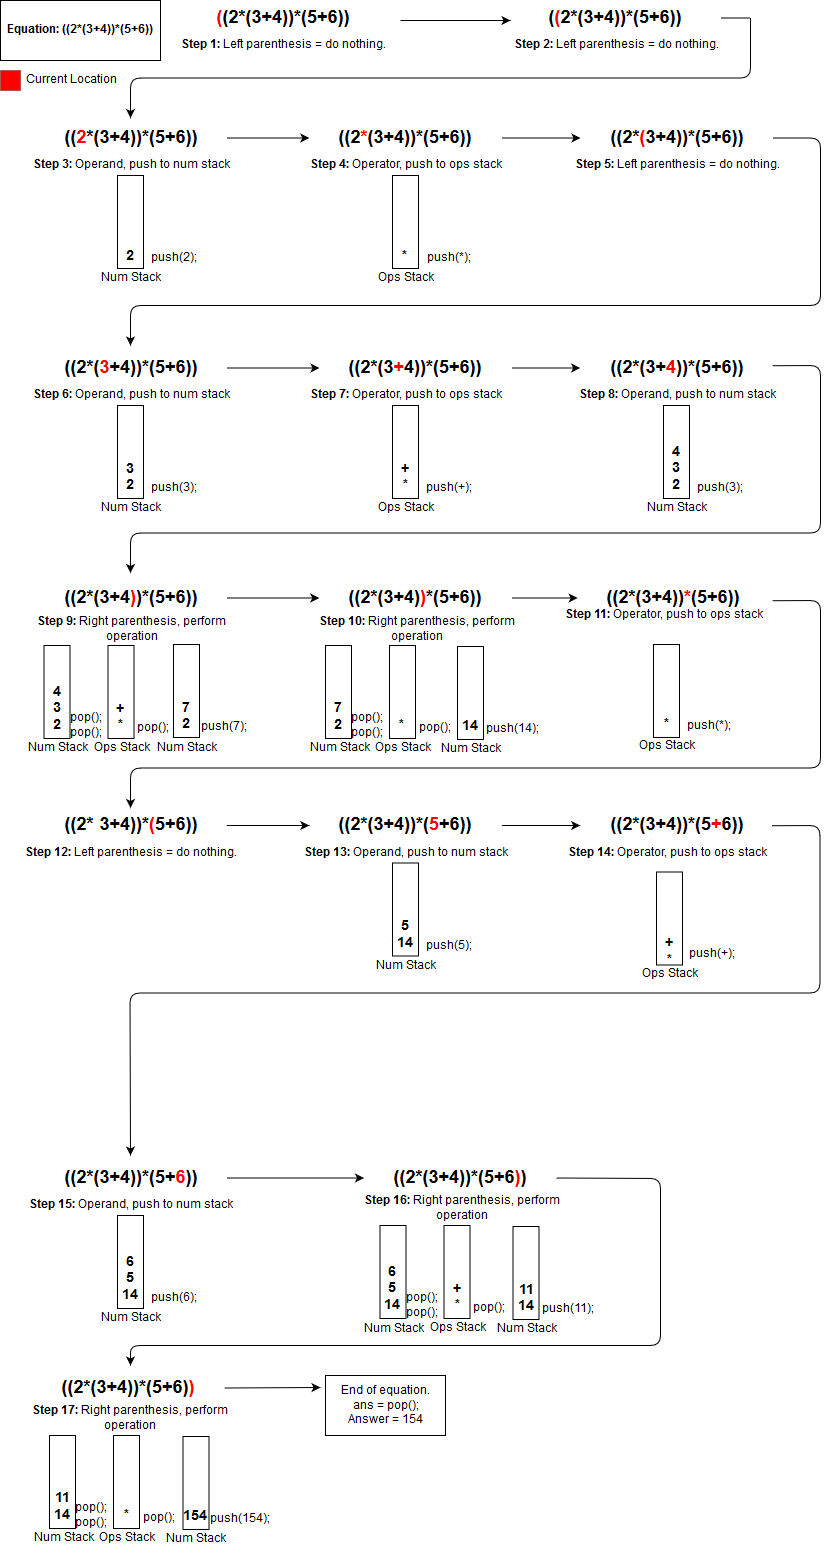 Equation: ((2*(3+4))*(5+6))
Current Location
((2*(3+4))*(5+6))
Step 1: Left parenthesis = do nothing.
((2*(3+4))*(5+6))
Step 2: Left parenthesis = do nothing.
((2*(3+4))*(5+6))
Step 3: Operand, push to num stack
2
push(2);
Num Stack
((2*(3+4))*(5+6))
Step 4: Operator, push to ops stack
*
push(*);
Ops Stack
((2*(3+4))*(5+6))
Step 5: Left parenthesis = do nothing.
((2*(3+4))*(5+6))
Step 6: Operand, push to num stack
3
2
push(3);
Num Stack
((2*(3+4))*(5+6))
Step 7: Operator, push to ops stack
+
*
push(+);
Ops Stack
((2*(3+4))*(5+6))
Step 8: Operand, push to num stack
4
3
2
push(3);
Num Stack
((2*(3+4))*(5+6))
Step 9: Right parenthesis, perform
operation
4
3
2
pop();
pop();
Num Stack
+
*
pop();
Ops Stack
7
2
push(7);
Num Stack
((2*(3+4))*(5+6))
Step 10: Right parenthesis, perform
operation
7
2
pop();
pop();
Num Stack
*
pop();
Ops Stack
14
push(14);
Num Stack
((2*(3+4))*(5+6))
Step 11: Operator, push to ops stack
*
push(*);
Ops Stack
((2* 3+4))*(5+6))
Step 12: Left parenthesis = do nothing.
((2*(3+4))*(5+6))
Step 13: Operand, push to num stack
5
14
push(5);
Num Stack
((2*(3+4))*(5+6))
Step 14: Operator, push to ops stack
+
*
push(+);
Ops Stack
((2*(3+4))*(5+6))
Step 15: Operand, push to num stack
6
5
14
push(6);
Num Stack
((2*(3+4))*(5+6))
Step 16: Right parenthesis, perform
operation
6
5
14
pop();
pop();
Num Stack
+
*
pop();
Ops Stack
11
14
push(11);
Num Stack
((2*(3+4))*(5+6))
Step 17: Right parenthesis, perform
operation
11
14
pop();
pop();
Num Stack
*
pop();
Ops Stack
154
push(154);
Num Stack
End of equation.
ans = pop();
Answer = 154